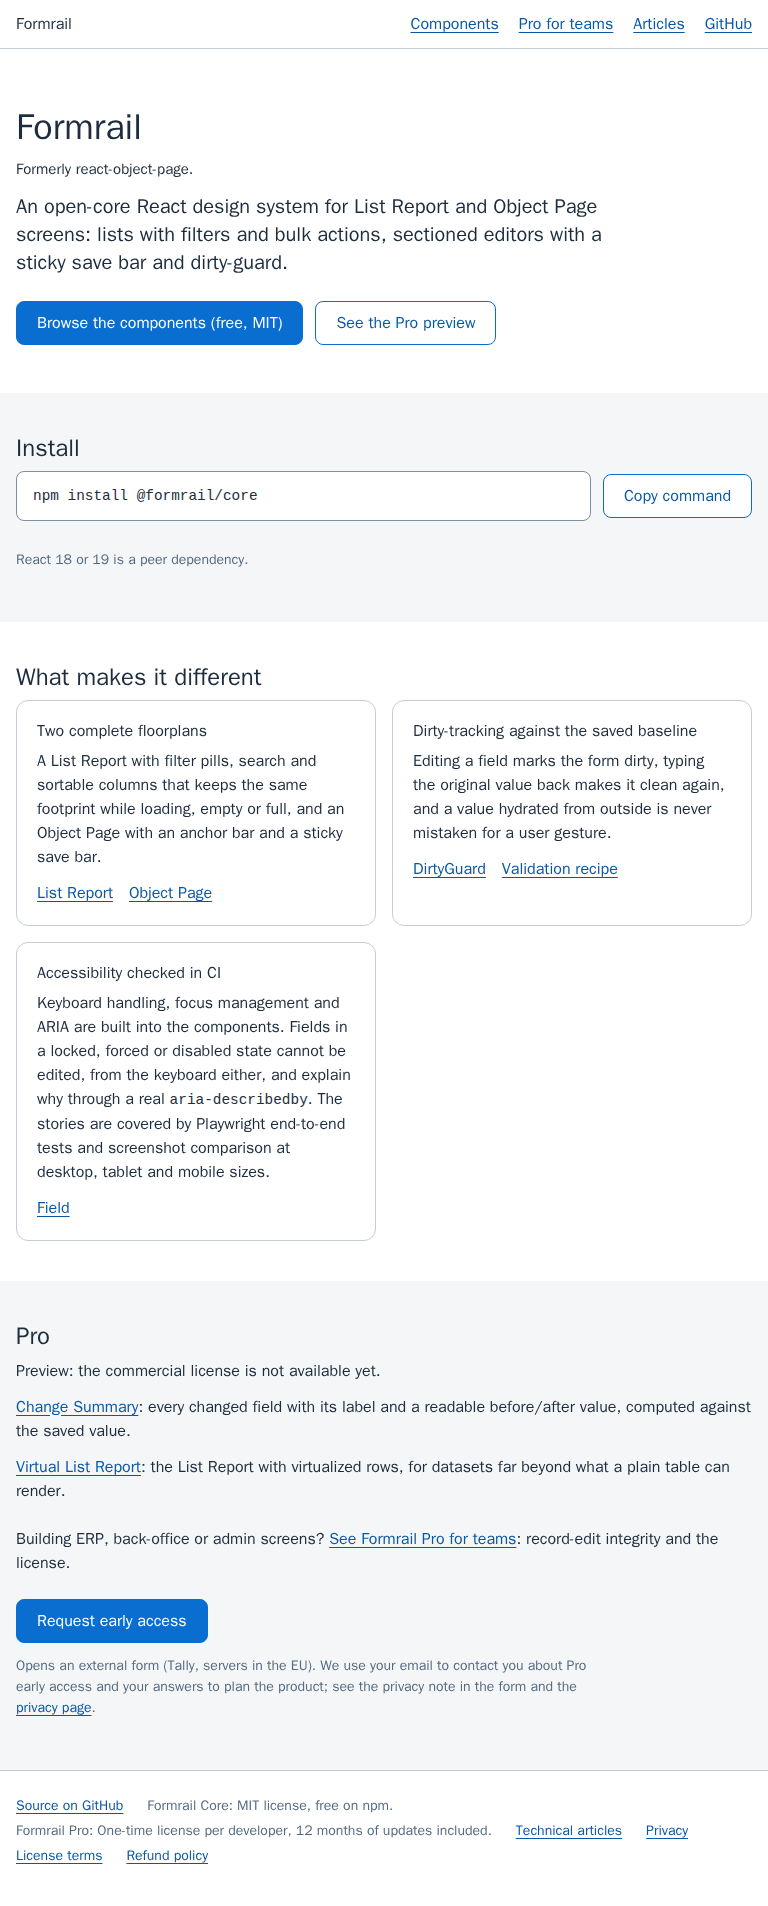 Formrail
Components Pro for teams Articles GitHub
Formrail
Formerly react-object-page.
An open-core React design system for List Report and Object Page
screens: lists with filters and bulk actions, sectioned editors with a
sticky save bar and dirty-guard.
Browse the components (free, MIT)
See the Pro preview
Install
npm install @formrail/core
Copy command
React 18 or 19 is a peer dependency.
What makes it different
Two complete floorplans
A List Report with filter pills, search and
sortable columns that keeps the same
footprint while loading, empty or full, and an
Object Page with an anchor bar and a sticky
save bar.
List Report Object Page
Dirty-tracking against the saved baseline
Editing a field marks the form dirty, typing
the original value back makes it clean again,
and a value hydrated from outside is never
mistaken for a user gesture.
DirtyGuard Validation recipe
Accessibility checked in CI
Keyboard handling, focus management and
ARIA are built into the components. Fields in
a locked, forced or disabled state cannot be
edited, from the keyboard either, and explain
why through a real aria-describedby. The
stories are covered by Playwright end-to-end
tests and screenshot comparison at
desktop, tablet and mobile sizes.
Field
Pro
Preview: the commercial license is not available yet.
Change Summary: every changed field with its label and a readable before/after value, computed against
the saved value.
Virtual List Report: the List Report with virtualized rows, for datasets far beyond what a plain table can
render.
Building ERP, back-office or admin screens? See Formrail Pro for teams: record-edit integrity and the
license.
Request early access
Opens an external form (Tally, servers in the EU). We use your email to contact you about Pro
early access and your answers to plan the product; see the privacy note in the form and the
privacy page.
Source on GitHub Formrail Core: MIT license, free on npm.
Formrail Pro: One-time license per developer, 12 months of updates included. Technical articles Privacy
License terms Refund policy